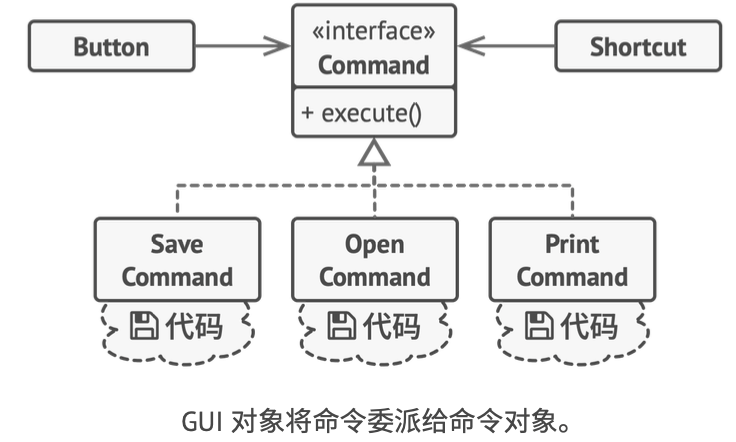 Button
«interface»
Command
Shortcut
+ execute()
Save
Command
Open
Command
Print
Command
代码
代码
代码
GUI 对象将命令委派给命令对象。